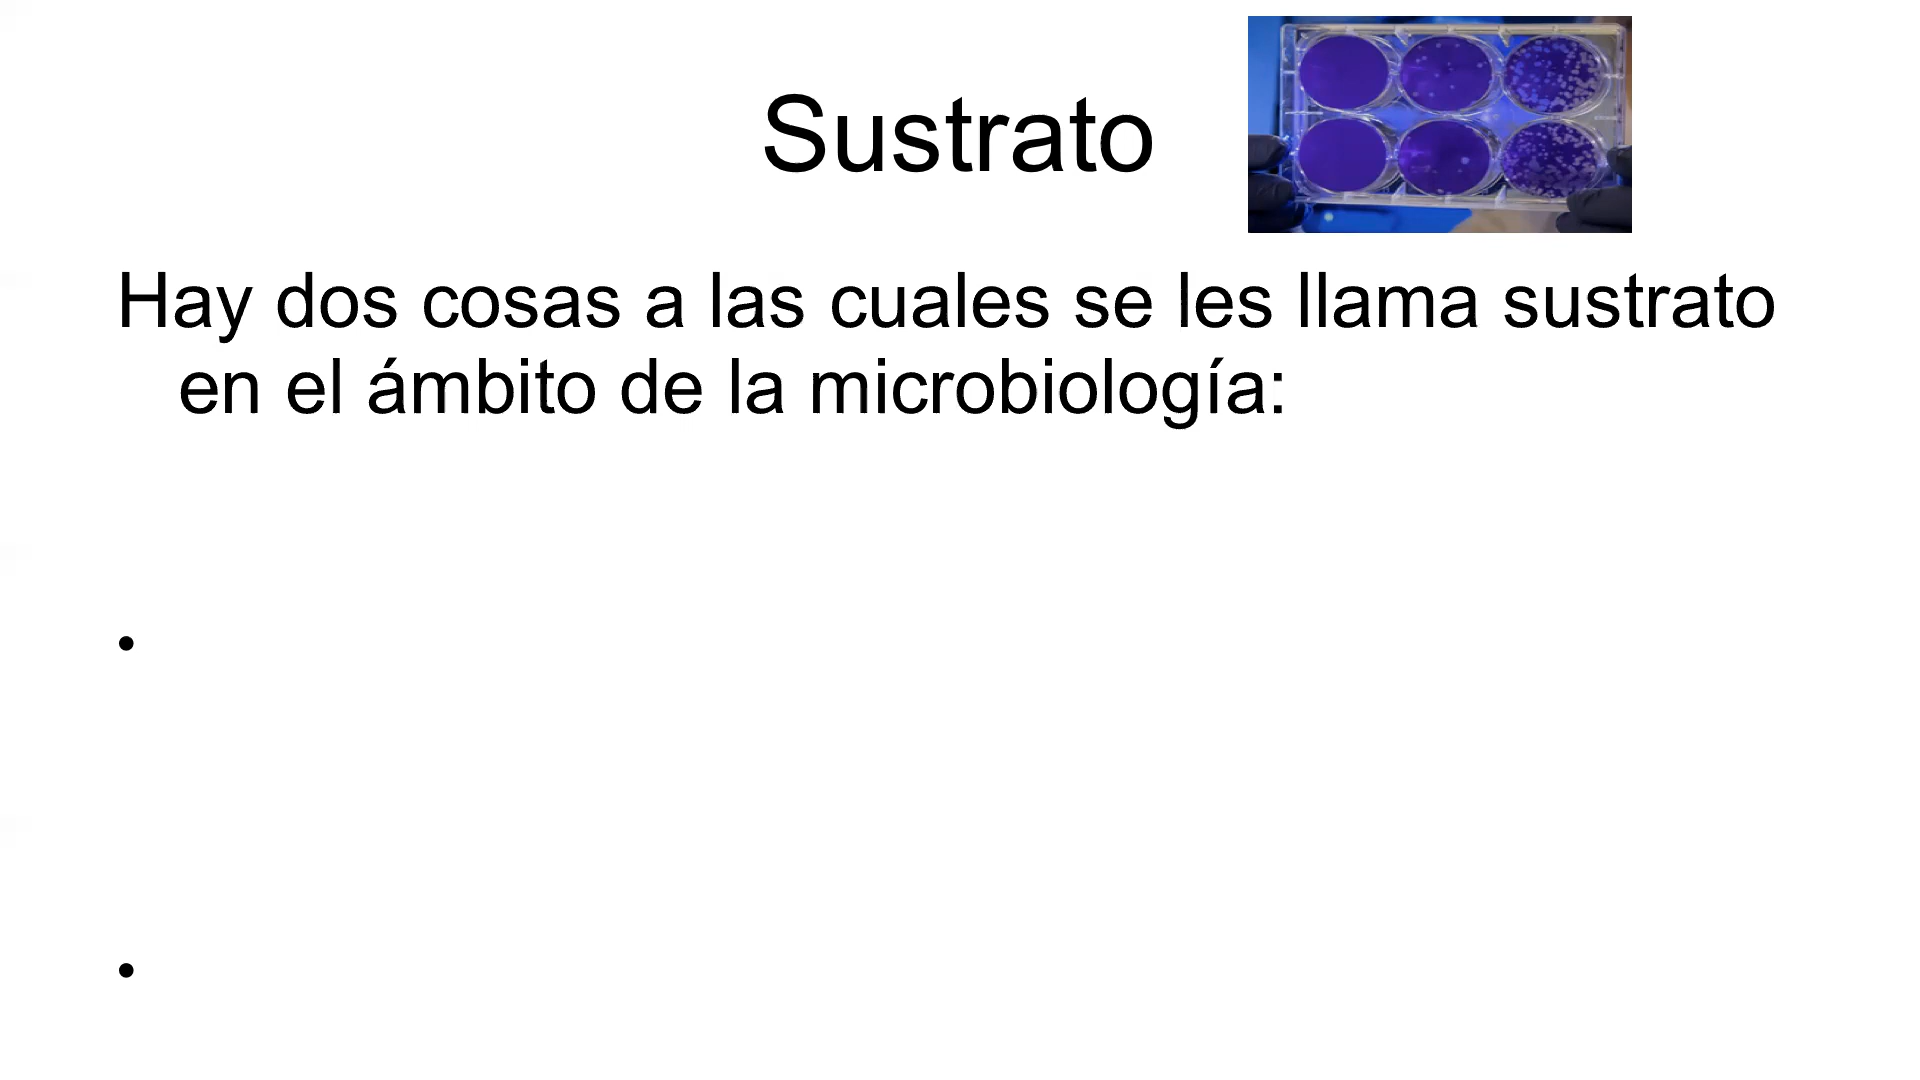 Sustrato
Hay dos cosas a las cuales se les llama sustrato
en el ámbito de la microbiología:
•
•